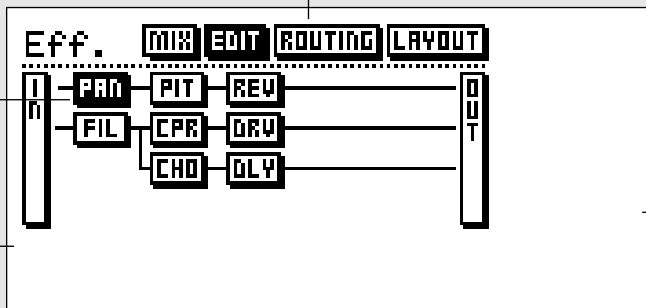 Eff. MIX EDIT ROUTING LAYOUT
In PAN PIT REV OUT
FIL CPR DRV
CHO DLY